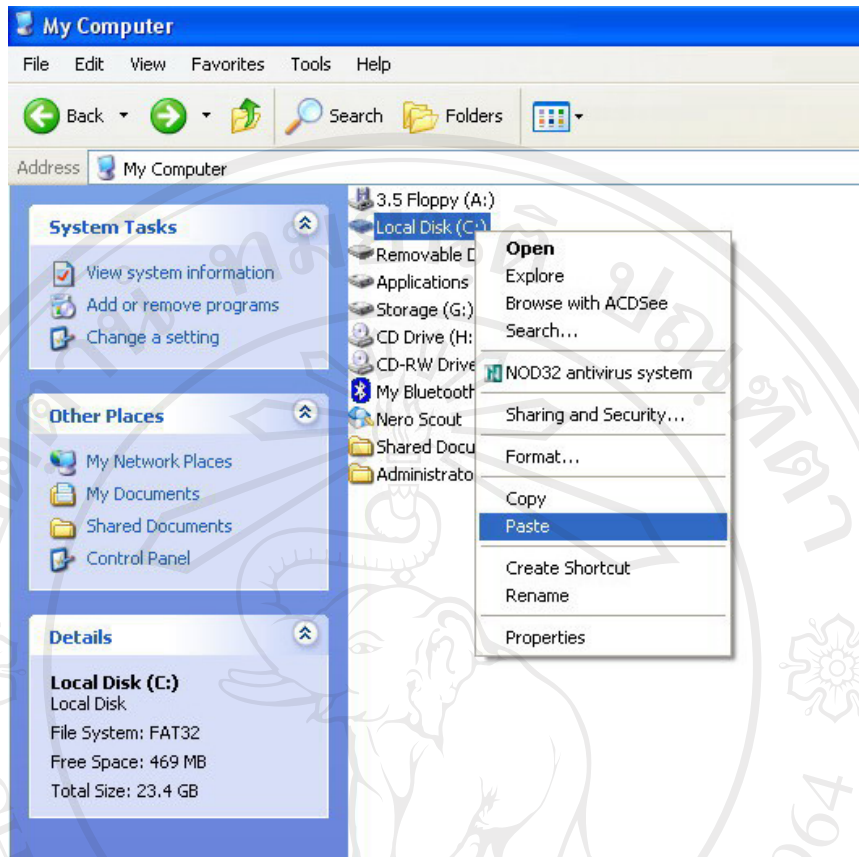 My Computer
File Edit View Favorites Tools Help
Back Search Folders
Address My Computer
System Tasks
View system information
Add or remove programs
Change a setting
Other Places
My Network Places
My Documents
Shared Documents
Control Panel
Details
Local Disk (C:)
Local Disk
File System: FAT32
Free Space: 469 MB
Total Size: 23.4 GB
3.5 Floppy (A:)
Local Disk (C:)
Removable
Applications
Storage (G:)
CD Drive (H:
CD-RW Drive
My Bluetooth
Nero Scout
Shared
Open
Explore
Browse with ACDSee
Search...
NOD32 antivirus system
Sharing and Security...
Format...
Copy
Paste
Create Shortcut
Rename
Properties